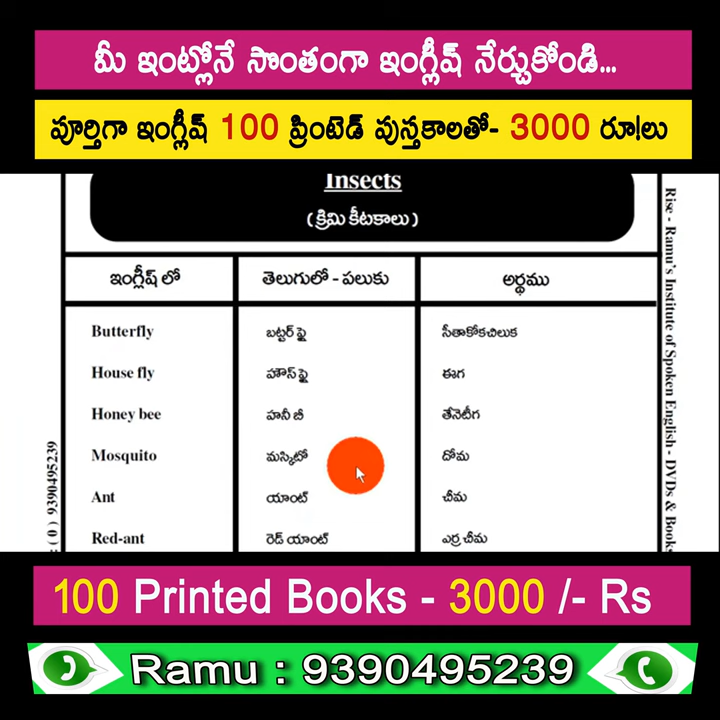 మీ ఇంట్లోనే సొంతంగా ఇంగ్లీష్ నేర్చుకోండి...
పూర్తిగా ఇంగ్లీష్ 100 ప్రింటెడ్ పుస్తకాలతో- 3000 రూ!లు
Insects
(క్రిమి కీటకాలు)
ఇంగ్లీష్ లో తెలుగులో - పలుకు అర్థము
Butterfly బట్టర్ ఫ్లై సీతాకోకచిలుక
House fly హౌస్ ఫ్లై ఈగ
Honey bee హనీ బీ తేనెటీగ
Mosquito మస్కిటో దోమ
Ant యాంట్ చీమ
Red-ant రెడ్ యాంట్ ఎర్ర చీమ
: ( 0 ) 9390495239
Rise - Ramu's Institute of Spoken English - DVDs & Books
100 Printed Books - 3000 /- Rs
Ramu : 9390495239